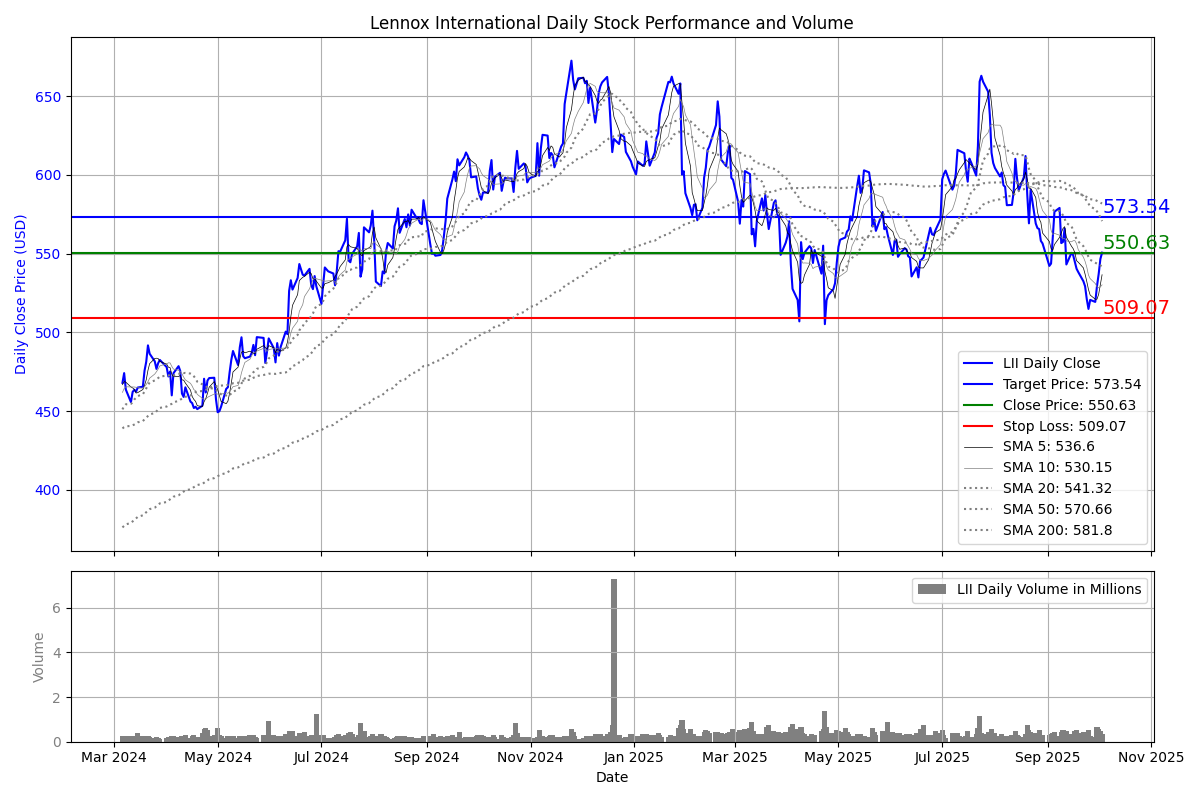 Lennox International Daily Stock Performance and Volume
Daily Close Price (USD)
650
600
550
500
450
400
573.54
550.63
509.07
LII Daily Close
Target Price: 573.54
Close Price: 550.63
Stop Loss: 509.07
SMA 5: 536.6
SMA 10: 530.15
SMA 20: 541.32
SMA 50: 570.66
SMA 200: 581.8
Volume
6
4
2
0
LII Daily Volume in Millions
Mar 2024 May 2024 Jul 2024 Sep 2024 Nov 2024 Jan 2025 Mar 2025 May 2025 Jul 2025 Sep 2025 Nov 2025
Date